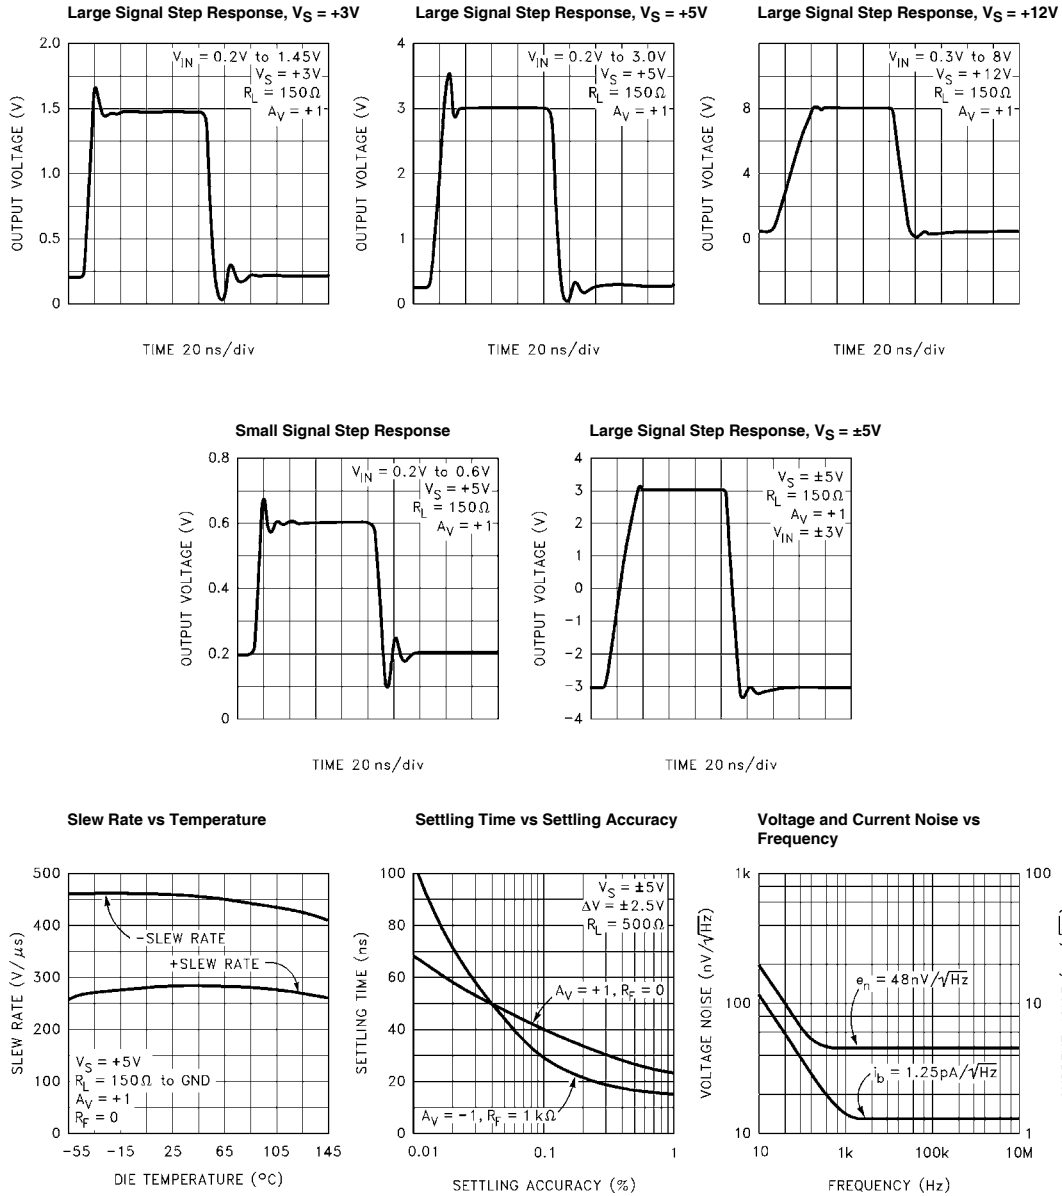 Large Signal Step Response, VS = +3V
2.0
1.5
1.0
0.5
0
OUTPUT VOLTAGE (V)
VIN = 0.2V to 1.45V
VS = +3V
RL = 150Ω
AV = +1
TIME 20 ns/div
Large Signal Step Response, VS = +5V
4
3
2
1
0
OUTPUT VOLTAGE (V)
VIN = 0.2V to 3.0V
VS = +5V
RL = 150Ω
AV = +1
TIME 20 ns/div
Large Signal Step Response, VS = +12V
8
4
0
OUTPUT VOLTAGE (V)
VIN = 0.3V to 8V
VS = +12V
RL = 150Ω
AV = +1
TIME 20 ns/div
Small Signal Step Response
0.8
0.6
0.4
0.2
0
OUTPUT VOLTAGE (V)
VIN = 0.2V to 0.6V
VS = +5V
RL = 150Ω
AV = +1
TIME 20 ns/div
Large Signal Step Response, VS = ±5V
4
3
2
1
0
−1
−2
−3
−4
OUTPUT VOLTAGE (V)
VS = ±5V
RL = 150Ω
AV = +1
VIN = ±3V
TIME 20 ns/div
Slew Rate vs Temperature
500
400
300
200
100
0
SLEW RATE (V/μs)
−SLEW RATE
+SLEW RATE
VS = +5V
RL = 150Ω to GND
AV = +1
RF = 0
−55 −15 25 65 105 145
DIE TEMPERATURE (°C)
Settling Time vs Settling Accuracy
100
80
60
40
20
0
SETTLING TIME (ns)
VS = ±5V
ΔV = ±2.5V
RL = 500Ω
AV = +1, RF = 0
AV = −1, RF = 1 kΩ
0.01 0.1 1
SETTLING ACCURACY (%)
Voltage and Current Noise vs
Frequency
1k
100
10
VOLTAGE NOISE (nV/√Hz)
en = 48nV/√Hz
ib = 1.25pA/√Hz
100
10
1
10 1k 100k 10M
FREQUENCY (Hz)